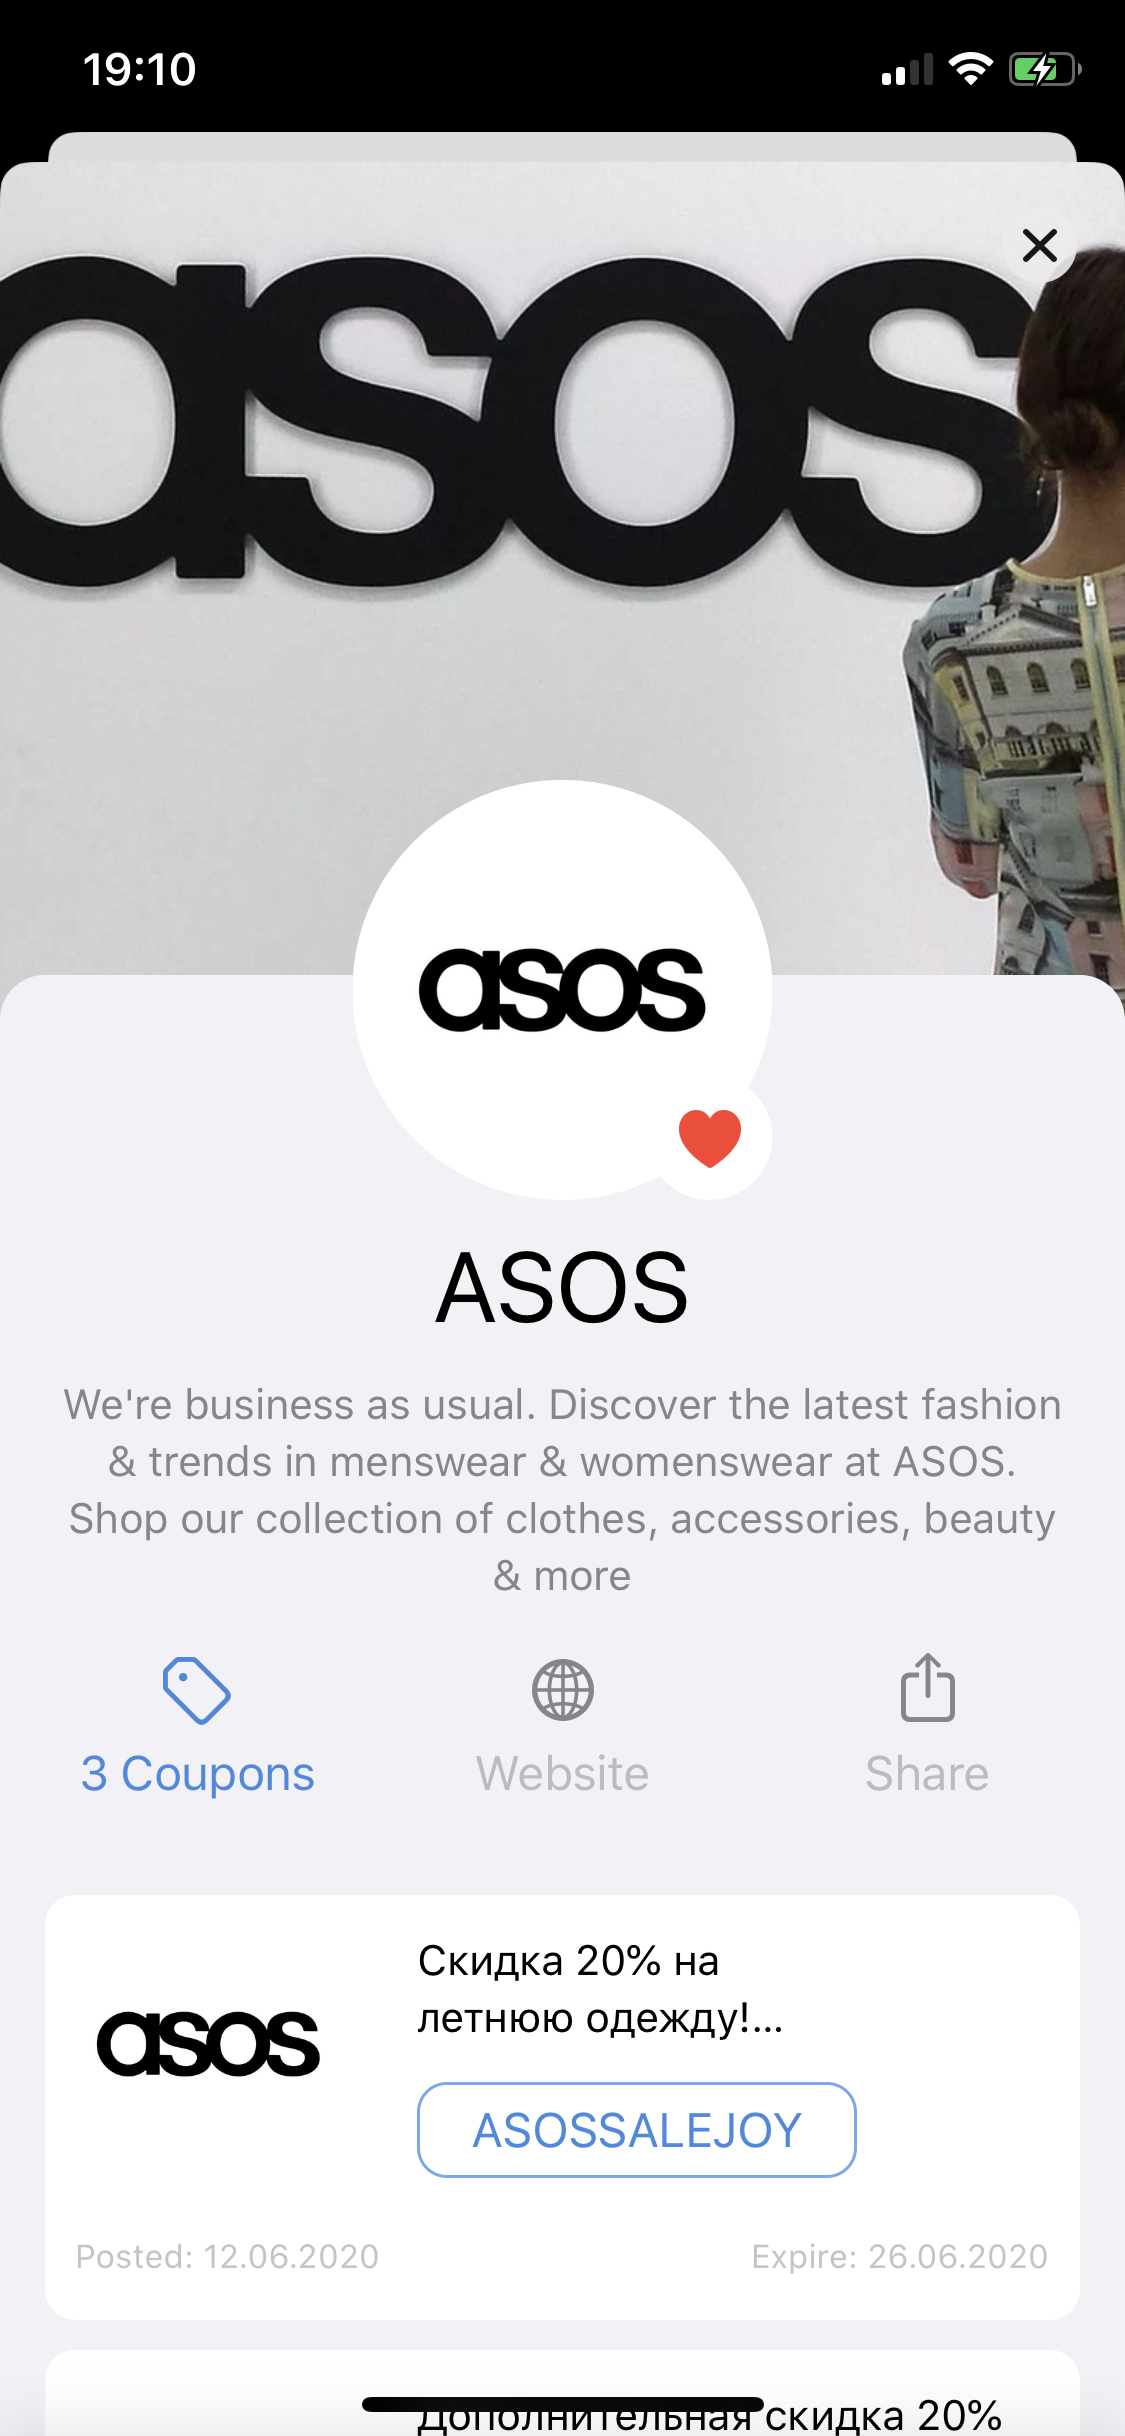 19:10
asos
asos
ASOS
We're business as usual. Discover the latest fashion
& trends in menswear & womenswear at ASOS.
Shop our collection of clothes, accessories, beauty
& more
3 Coupons
Website
Share
asos
Скидка 20% на
летнюю одежду!...
ASOSSALEJOY
Posted: 12.06.2020
Expire: 26.06.2020
Дополнительная скидка 20%